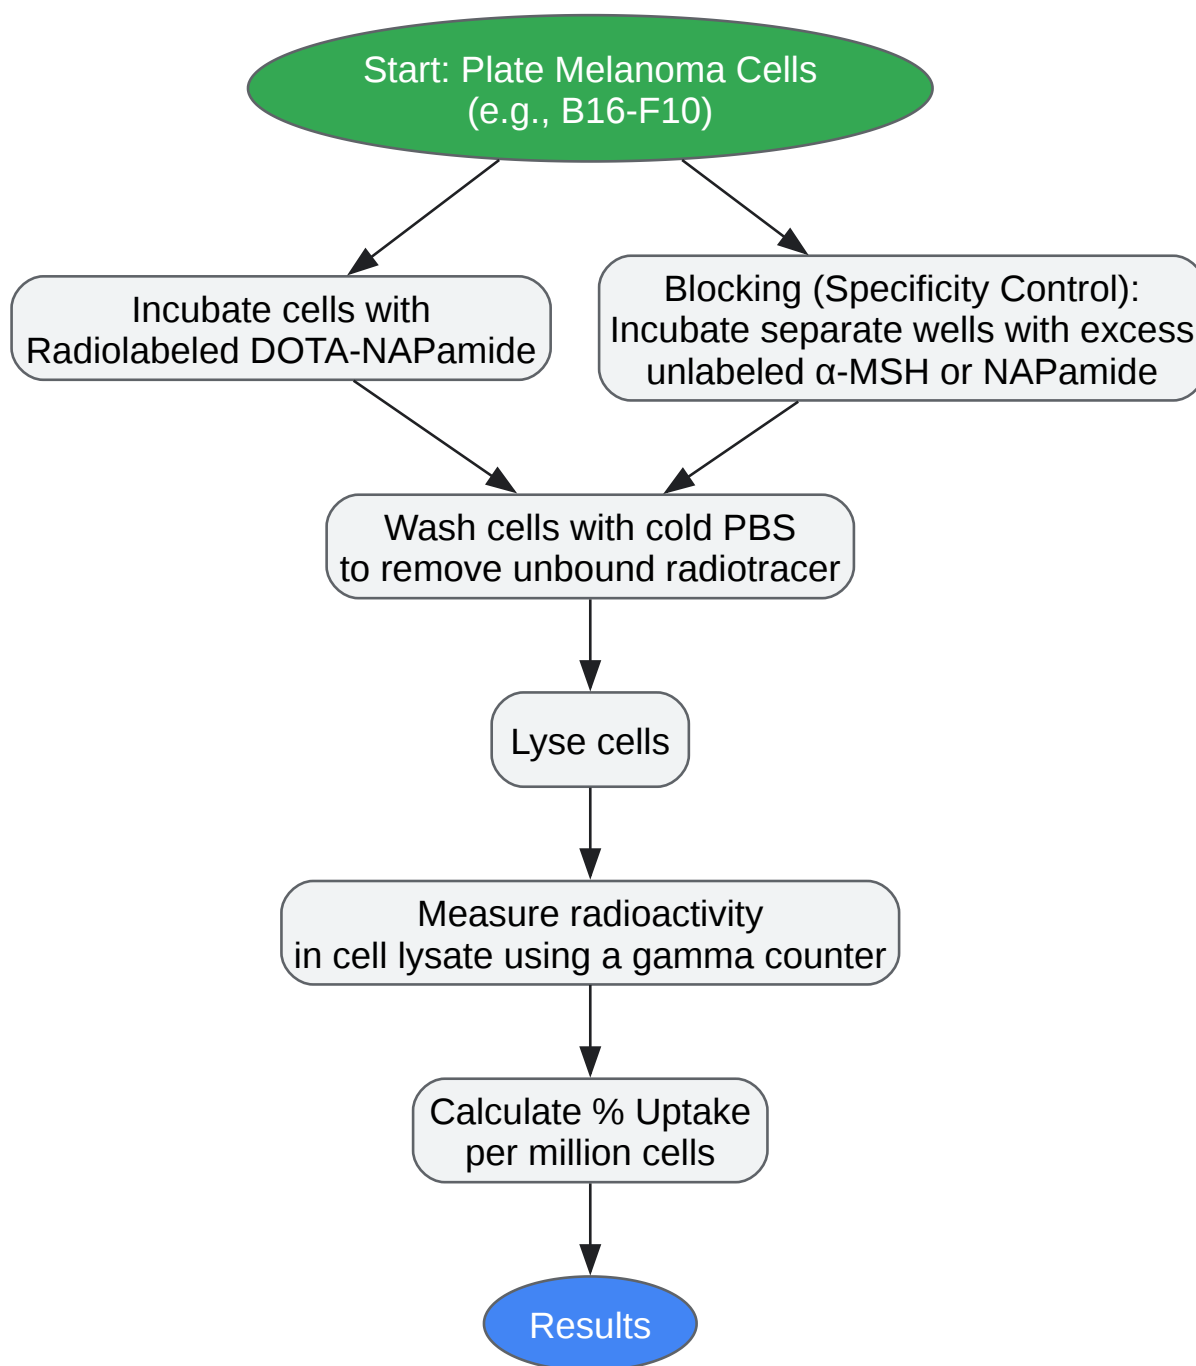 Start: Plate Melanoma Cells
(e.g., B16-F10)
Incubate cells with
Radiolabeled DOTA-NAPamide
Blocking (Specificity Control):
Incubate separate wells with excess
unlabeled α-MSH or NAPamide
Wash cells with cold PBS
to remove unbound radiotracer
Lyse cells
Measure radioactivity
in cell lysate using a gamma counter
Calculate % Uptake
per million cells
Results